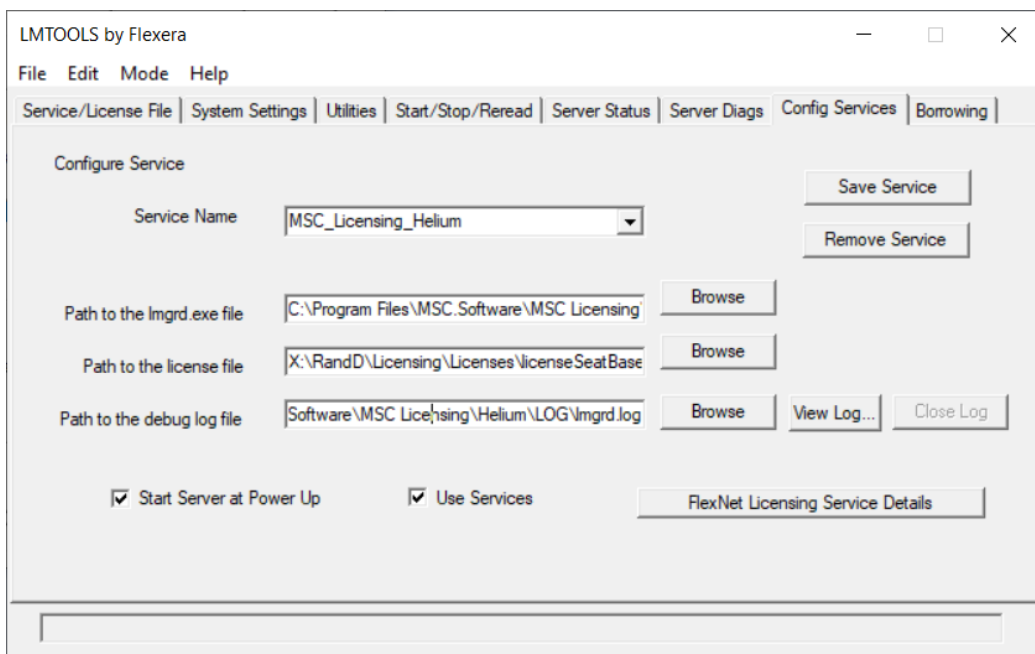 LMTOOLS by Flexera
File Edit Mode Help
Service/License File System Settings Utilities Start/Stop/Reread Server Status Server Diags Config Services Borrowing
Configure Service
Save Service
Service Name MSC_Licensing_Helium
Remove Service
Path to the lmgrd.exe file C:\Program Files\MSC.Software\MSC Licensing\ Browse
Path to the license file X:\RandD\Licensing\Licenses\licenseSeatBase Browse
Path to the debug log file Software\MSC Licensing\Helium\LOG\lmgrd.log Browse View Log... Close Log
Start Server at Power Up Use Services FlexNet Licensing Service Details